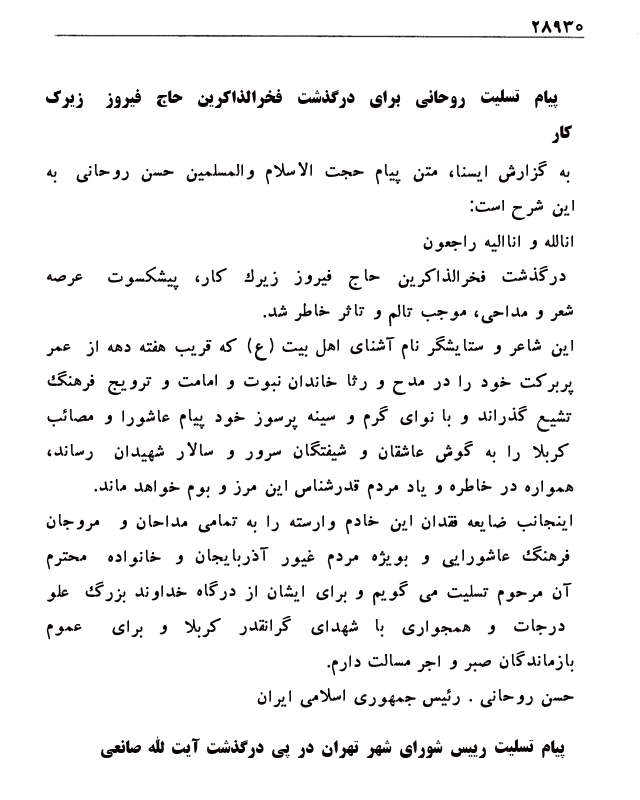 ۲۸۹۳۰
پیام تسلیت روحانی برای درگذشت فخرالذاکرین حاج فیروز زیرک
کار
به گزارش ایسنا، متن پیام حجت الاسلام والمسلمین حسن روحانی به
این شرح است:
انالله و اناالیه راجعون
درگذشت فخرالذاکرین حاج فیروز زیرک کار، پیشکسوت عرصه
شعر و مداحی، موجب تالم و تاثر خاطر شد.
این شاعر و ستایشگر نام آشنای اهل بیت (ع) که قریب هفته دهه از عمر
پربرکت خود را در مدح و رثا خاندان نبوت و امامت و ترویج فرهنگ
تشیع گذراند و با نوای گرم و سینه پرسوز خود پیام عاشورا و مصائب
کربلا را به گوش عاشقان و شیفتگان سرور و سالار شهیدان رساند،
همواره در خاطره و یاد مردم قدرشناس این مرز و بوم خواهد ماند.
اینجانب ضایعه فقدان این خادم وارسته را به تمامی مداحان و مروجان
فرهنگ عاشورایی و بویژه مردم غیور آذربایجان و خانواده محترم
آن مرحوم تسلیت می گویم و برای ایشان از درگاه خداوند بزرگ علو
درجات و همجواری با شهدای گرانقدر کربلا و برای عموم
بازماندگان صبر و اجر مسالت دارم.
حسن روحانی . رئیس جمهوری اسلامی ایران
پیام تسلیت رییس شورای شهر تهران در پی درگذشت آیت لله صانعی